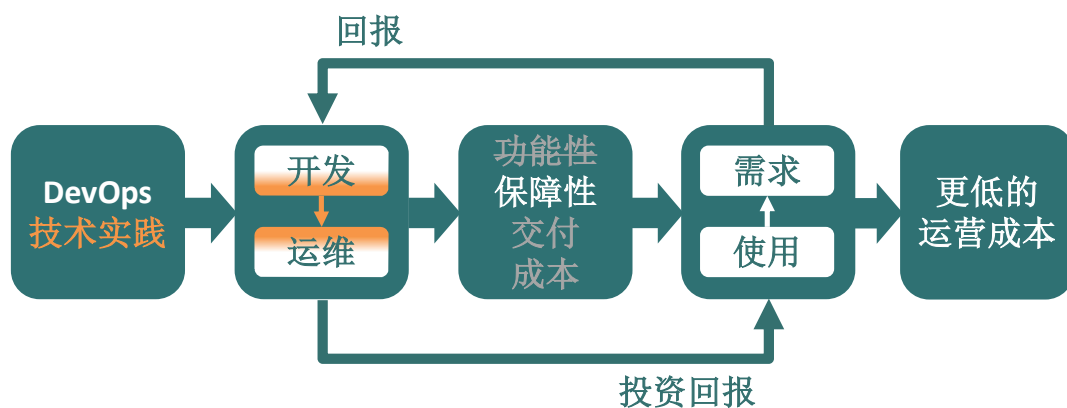 回报
DevOps
技术实践
开发
运维
功能性
保障性
交付
成本
需求
使用
更低的
运营成本
投资回报